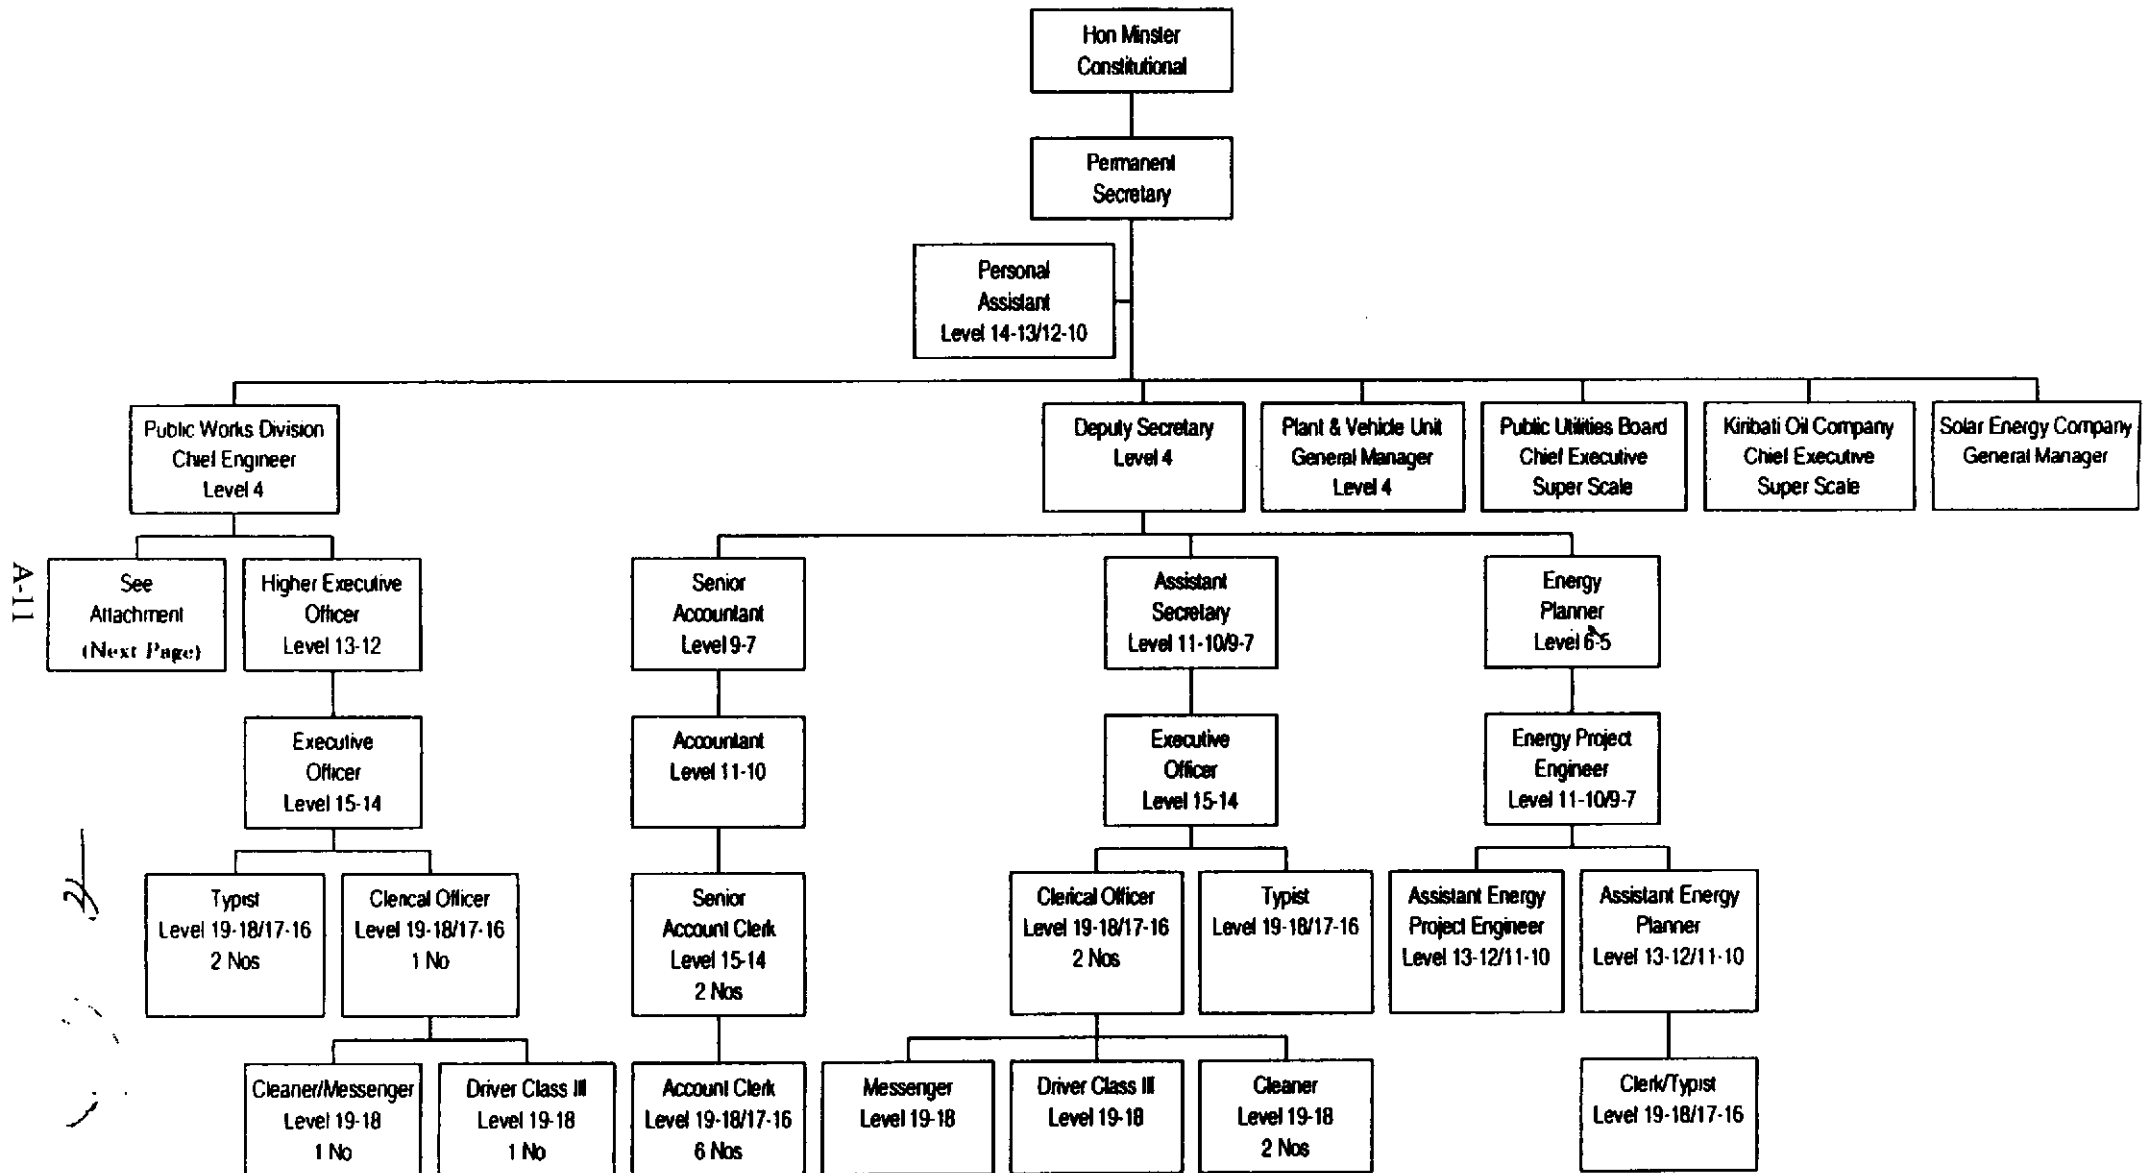 Hon Minster
Constitutional
Permanent
Secretary
Personal
Assistant
Level 14-13/12-10
Public Works Division
Chief Engineer
Level 4
Deputy Secretary
Level 4
Plant & Vehicle Unit
General Manager
Level 4
Public Utilities Board
Chief Executive
Super Scale
Kiribati Oil Company
Chief Executive
Super Scale
Solar Energy Company
General Manager
See
Attachment
(Next Page)
Higher Executive
Officer
Level 13-12
Senior
Accountant
Level 9-7
Assistant
Secretary
Level 11-10/9-7
Energy
Planner
Level 6-5
A-11
Executive
Officer
Level 15-14
Accountant
Level 11-10
Executive
Officer
Level 15-14
Energy Project
Engineer
Level 11-10/9-7
Typist
Level 19-18/17-16
2 Nos
Clerical Officer
Level 19-18/17-16
1 No
Senior
Account Clerk
Level 15-14
2 Nos
Clerical Officer
Level 19-18/17-16
2 Nos
Typist
Level 19-18/17-16
Assistant Energy
Project Engineer
Level 13-12/11-10
Assistant Energy
Planner
Level 13-12/11-10
Cleaner/Messenger
Level 19-18
1 No
Driver Class III
Level 19-18
1 No
Account Clerk
Level 19-18/17-16
6 Nos
Messenger
Level 19-18
Driver Class III
Level 19-18
Cleaner
Level 19-18
2 Nos
Clerk/Typist
Level 19-18/17-16